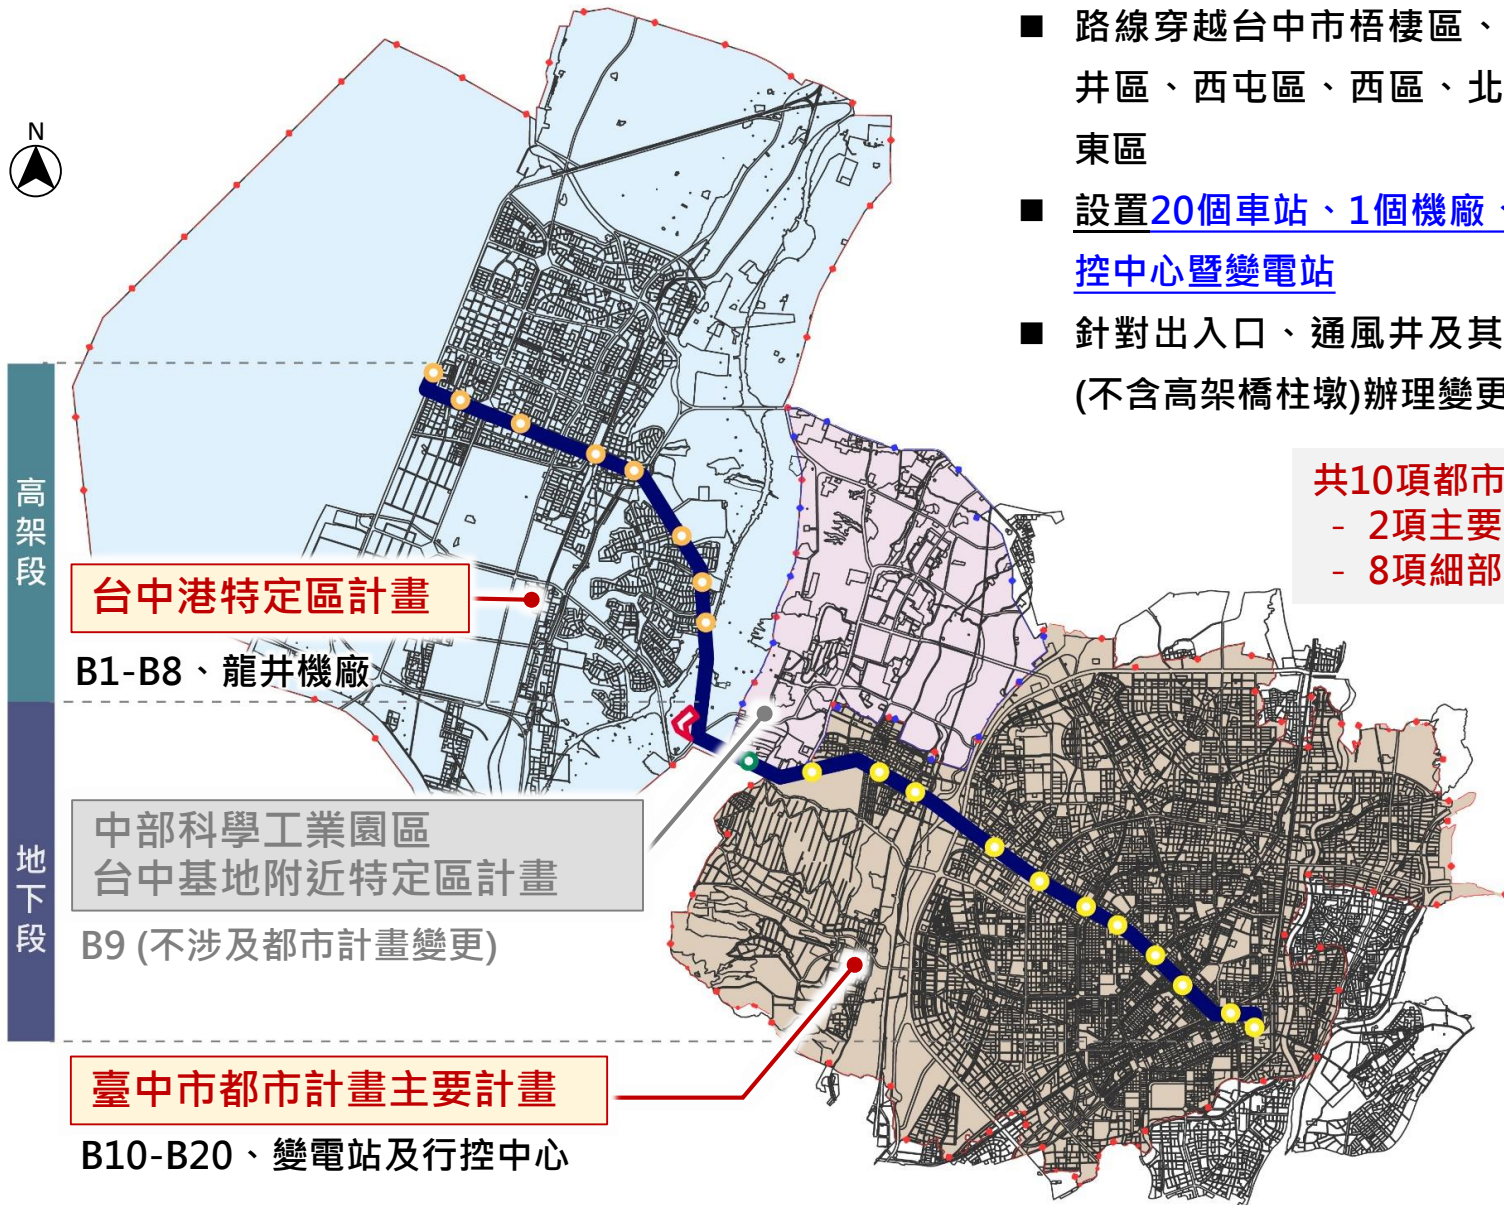 ■ 路線穿越台中市梧棲區、
井區、西屯區、西區、北
東區
■ 設置20個車站、1個機廠、
控中心暨變電站
■ 針對出入口、通風井及其
(不含高架橋柱墩)辦理變更
N
共10項都市
- 2項主要
- 8項細部
高架段
台中港特定區計畫
B1-B8、龍井機廠
地下段
中部科學工業園區
台中基地附近特定區計畫
B9 (不涉及都市計畫變更)
臺中市都市計畫主要計畫
B10-B20、變電站及行控中心